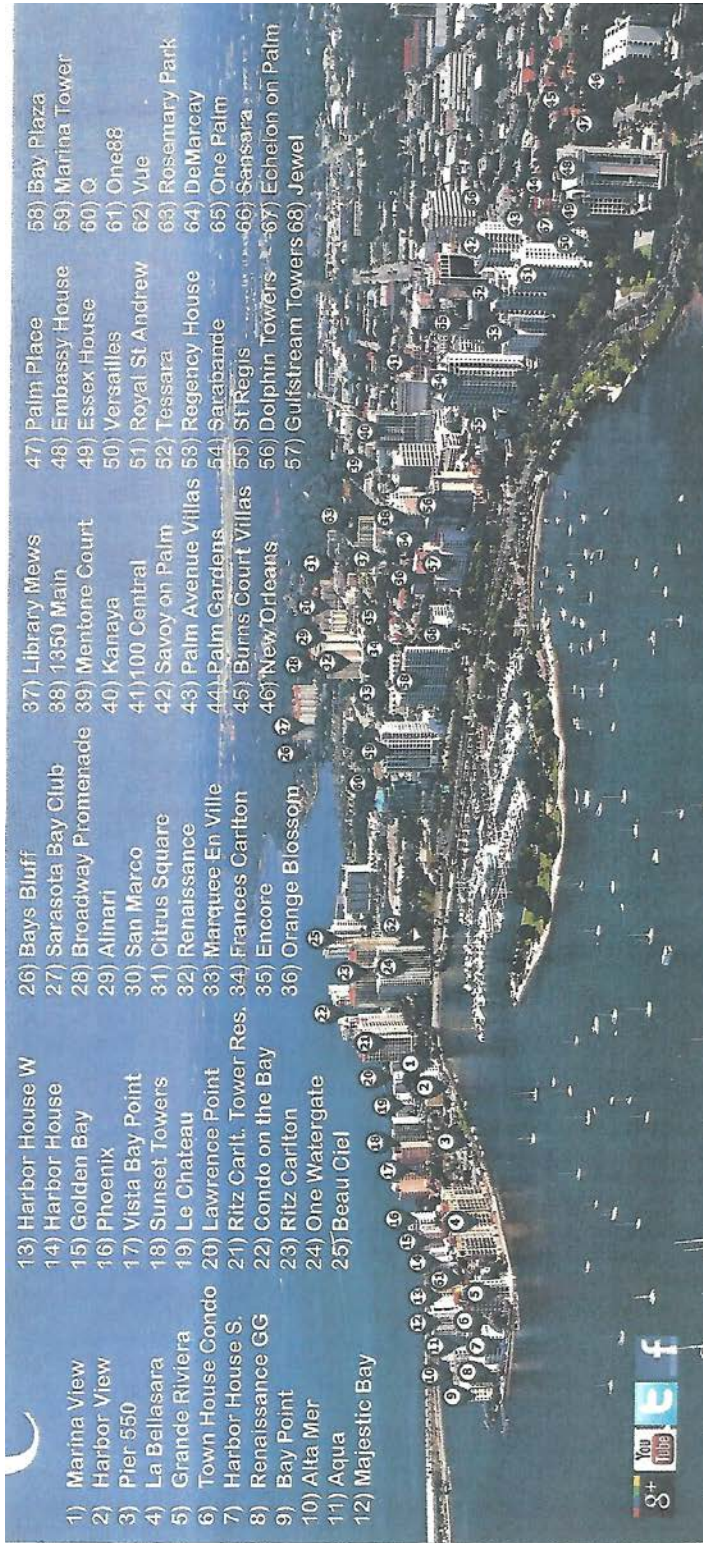 1) Marina View
2) Harbor View
3) Pier 550
4) La Bellasara
5) Grande Riviera
6) Town House Condo
7) Harbor House S.
8) Renaissance GG
9) Bay Point
10) Alta Mer
11) Aqua
12) Majestic Bay
13) Harbor House W
14) Harbor House
15) Golden Bay
16) Phoenix
17) Vista Bay Point
18) Sunset Towers
19) Le Chateau
20) Lawrence Point
21) Ritz Carlt. Tower Res.
22) Condo on the Bay
23) Ritz Carlton
24) One Watergate
25) Beau Ciel
26) Bays Bluff
27) Sarasota Bay Club
28) Broadway Promenade
29) Alinari
30) San Marco
31) Citrus Square
32) Renaissance
33) Marquee En Ville
34) Frances Carlton
35) Encore
36) Orange Blossom
37) Library Mews
38) 1350 Main
39) Mentone Court
40) Kanaya
41) 100 Central
42) Savoy on Palm
43) Palm Avenue Villas
44) Palm Gardens
45) Burns Court Villas
46) New Orleans
47) Palm Place
48) Embassy House
49) Essex House
50) Versailles
51) Royal St Andrew
52) Tessara
53) Regency House
54) Sarabande
55) St Regis
56) Dolphin Towers
57) Gulfstream Towers
58) Bay Plaza
59) Marina Tower
60) Q
61) One88
62) Vue
63) Rosemary Park
64) DeMarcay
65) One Palm
66) Sansara
67) Echelon on Palm
68) Jewel
g+
You Tube
t
f